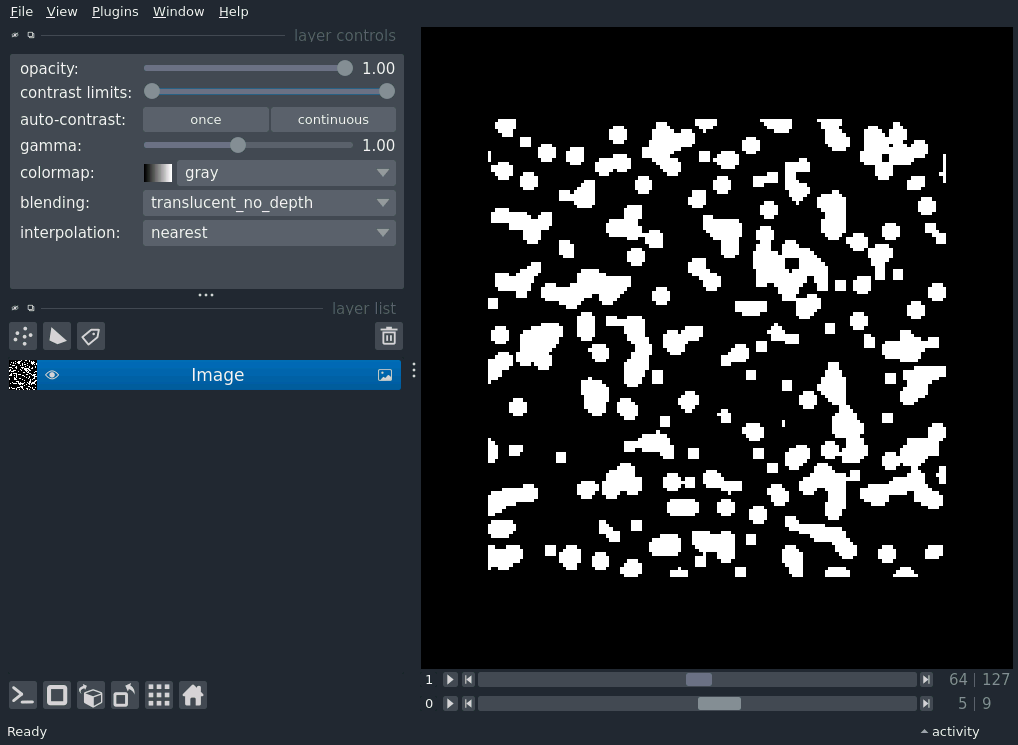 File View Plugins Window Help
layer controls
opacity: 1.00
contrast limits:
auto-contrast: once continuous
gamma: 1.00
colormap: gray
blending: translucent_no_depth
interpolation: nearest
layer list
Image
1 64 | 127
0 5 | 9
Ready activity